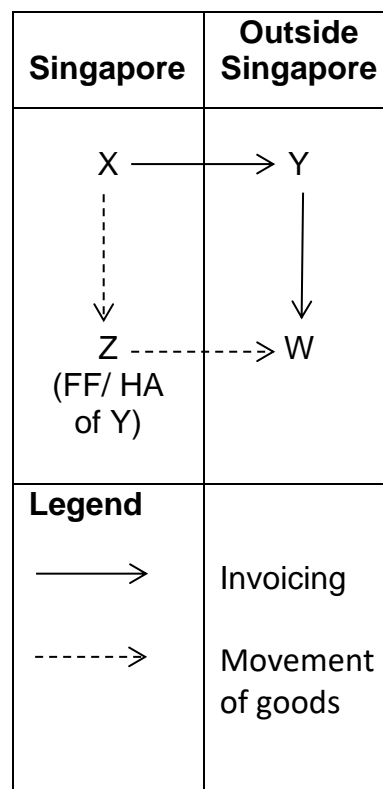 Singapore
Outside
Singapore
X
Y
Z
(FF/ HA
of Y)
W
Legend
Invoicing
Movement
of goods